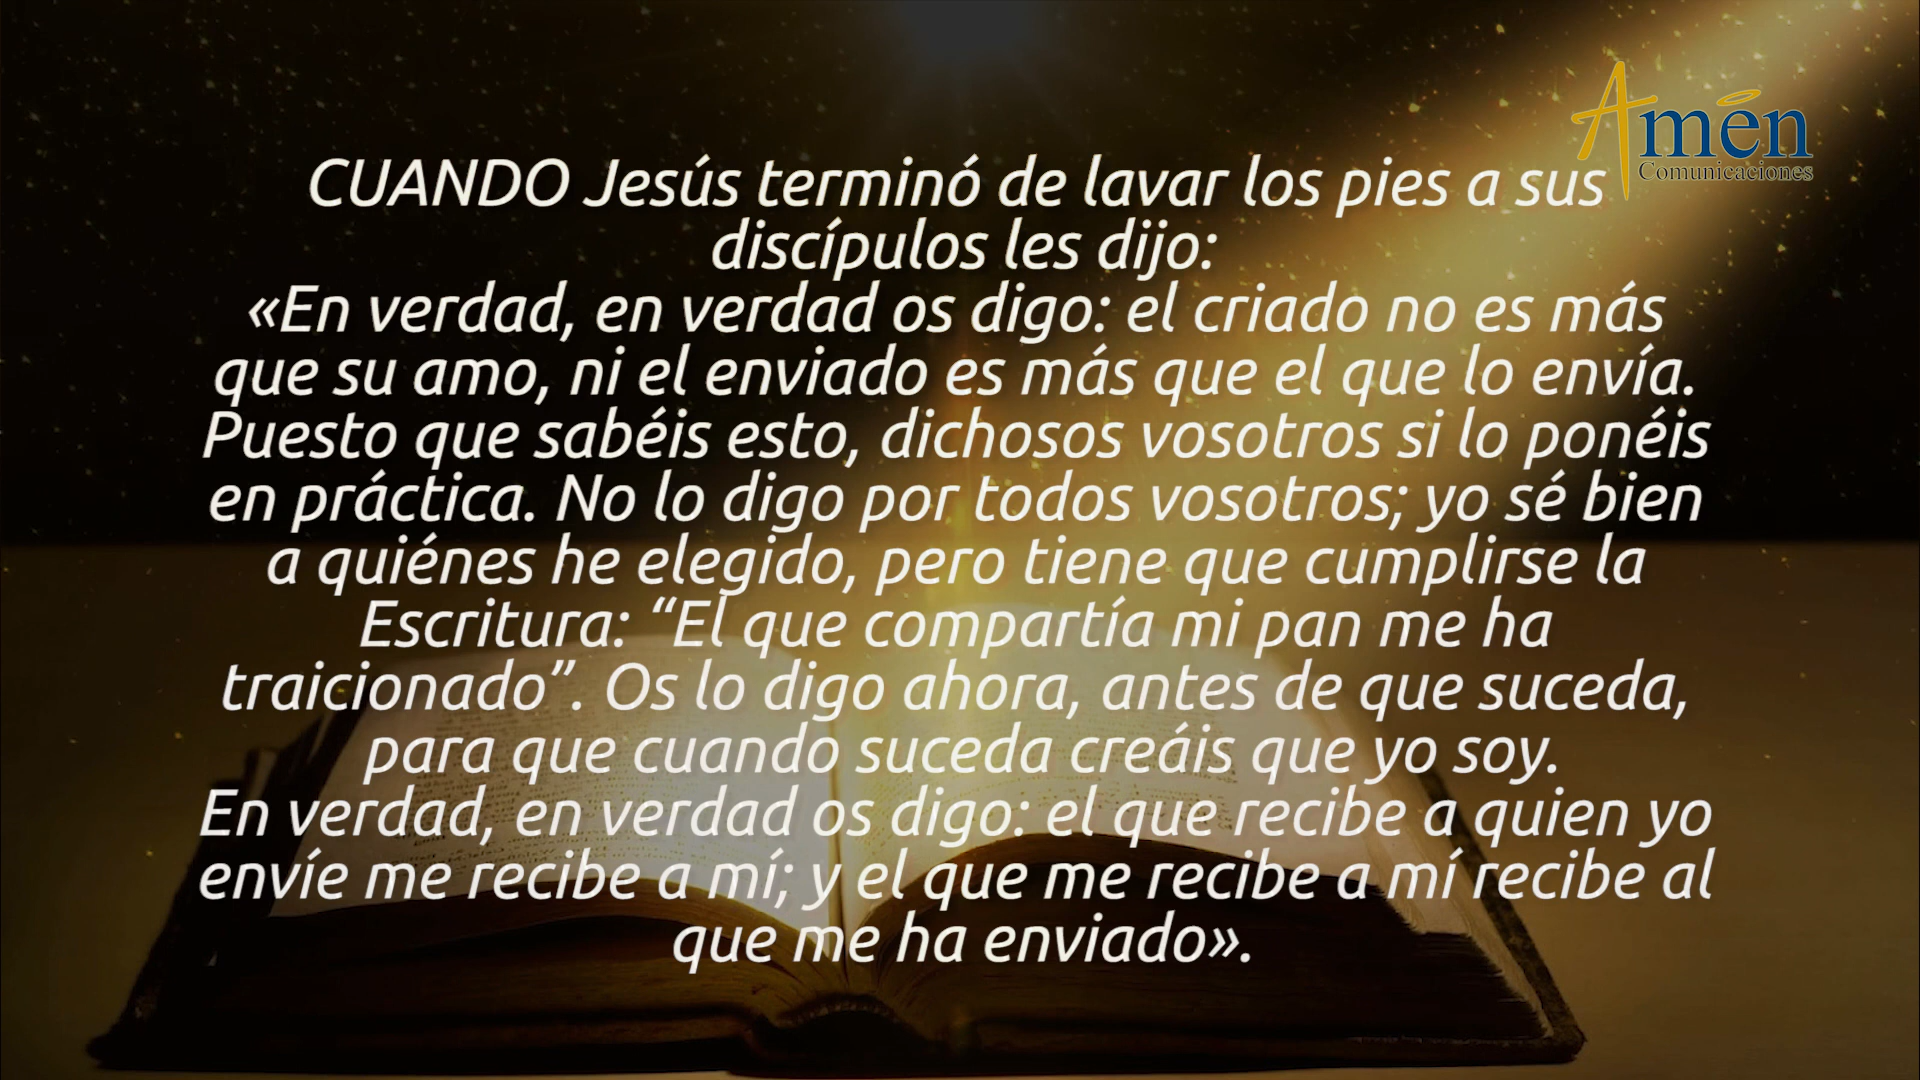 Amén
Comunicaciones
CUANDO Jesús terminó de lavar los pies a sus
discípulos les dijo:
«En verdad, en verdad os digo: el criado no es más
que su amo, ni el enviado es más que el que lo envía.
Puesto que sabéis esto, dichosos vosotros si lo ponéis
en práctica. No lo digo por todos vosotros; yo sé bien
a quiénes he elegido, pero tiene que cumplirse la
Escritura: “El que compartía mi pan me ha
traicionado”. Os lo digo ahora, antes de que suceda,
para que cuando suceda creáis que yo soy.
En verdad, en verdad os digo: el que recibe a quien yo
envíe me recibe a mí; y el que me recibe a mí recibe al
que me ha enviado».